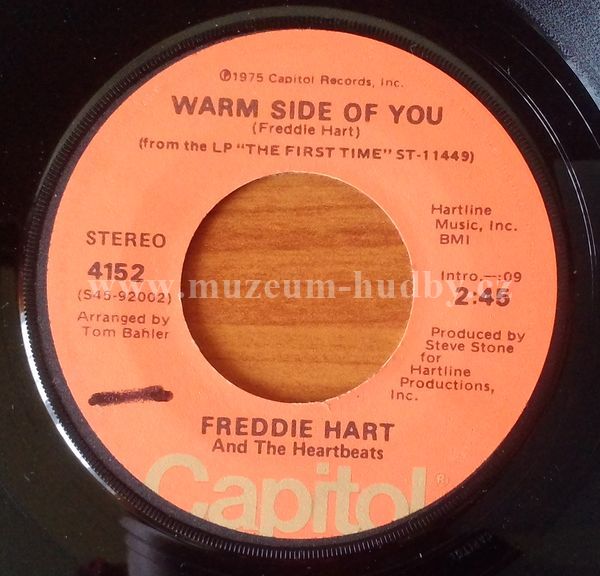 ℗1975 Capitol Records, Inc.
WARM SIDE OF YOU
(Freddie Hart)
(from the LP "THE FIRST TIME" ST-11449)
Hartline
Music, Inc.
BMI
STEREO
4152
(S45-92002)
Arranged by
Tom Bahler
Intro.—:09
2:45
Produced by
Steve Stone
for
Hartline
Productions,
Inc.
www.muzeum-hudby.cz
FREDDIE HART
And The Heartbeats
Capitol®